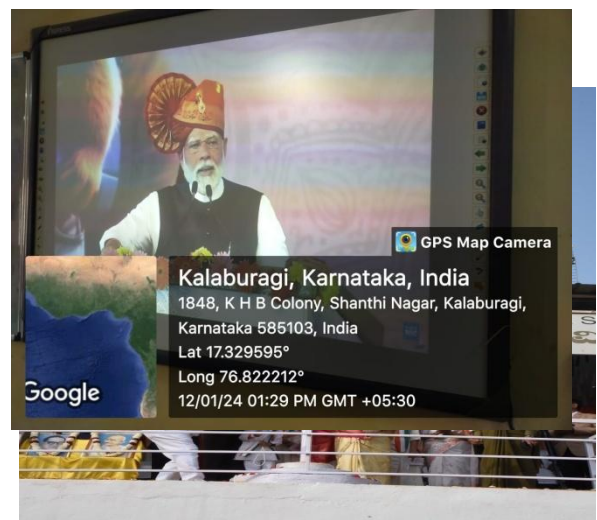 GPS Map Camera
Kalaburagi, Karnataka, India
1848, K H B Colony, Shanthi Nagar, Kalaburagi,
Karnataka 585103, India
Lat 17.329595°
Long 76.822212°
12/01/24 01:29 PM GMT +05:30
Google
S